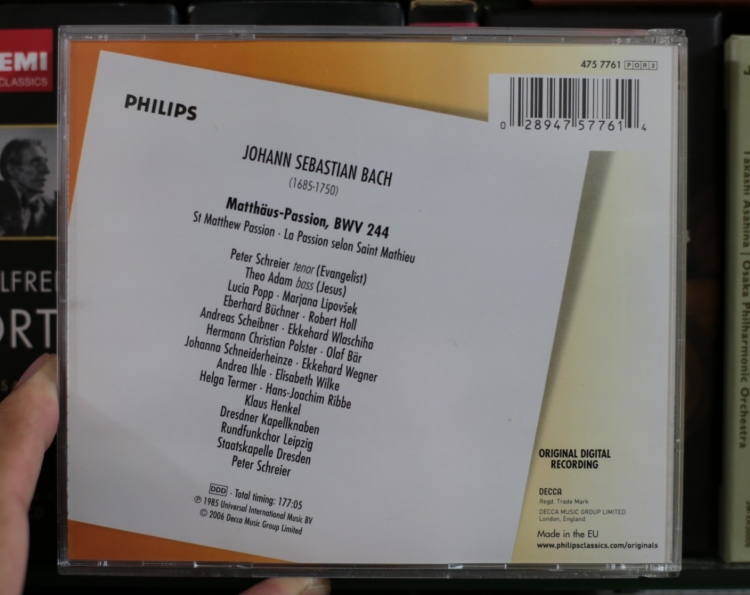 EMI
CLASSICS
LFRE
ORT
PHILIPS
475 7761 PORZ
0 28947 57761 4
JOHANN SEBASTIAN BACH
(1685-1750)
Matthäus-Passion, BWV 244
St Matthew Passion · La Passion selon Saint Mathieu
Peter Schreier tenor (Evangelist)
Theo Adam bass (Jesus)
Lucia Popp · Marjana Lipovšek
Eberhard Büchner · Robert Holl
Andreas Scheibner · Ekkehard Wlaschiha
Hermann Christian Polster · Olaf Bär
Johanna Schneiderheinze · Ekkehard Wegner
Andrea Ihle · Elisabeth Wilke
Helga Termer · Hans-Joachim Ribbe
Klaus Henkel
Dresdner Kapellknaben
Rundfunkchor Leipzig
Staatskapelle Dresden
Peter Schreier
DDD · Total timing: 177:05
℗ 1985 Universal International Music BV
© 2006 Decca Music Group Limited
ORIGINAL DIGITAL
RECORDING
DECCA
Regd. Trade Mark
DECCA MUSIC GROUP LIMITED
London, England
Made in the EU
www.philipsclassics.com/originals
Takashi Asahina | Osaka Philharmonic Orchestra